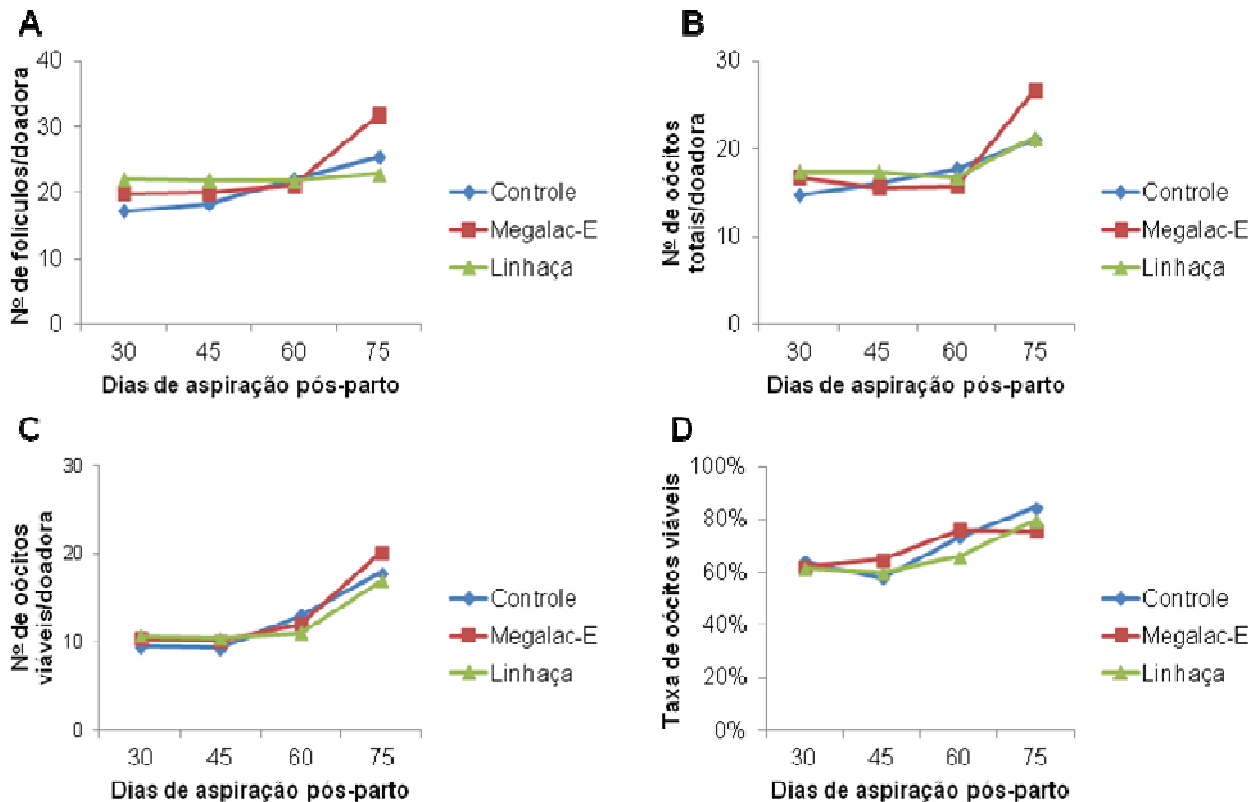 A
Nº de folículos/doadora
40
30
20
10
0
30 45 60 75
Dias de aspiração pós-parto
Controle
Megalac-E
Linhaça
B
Nº de oócitos
totais/doadora
30
20
10
0
30 45 60 75
Dias de aspiração pós-parto
Controle
Megalac-E
Linhaça
C
Nº de oócitos
viáveis/doadora
30
20
10
0
30 45 60 75
Dias de aspiração pós-parto
Controle
Megalac-E
Linhaça
D
Taxa de oócitos viáveis
100%
80%
60%
40%
20%
0%
30 45 60 75
Dias de aspiração pós-parto
Controle
Megalac-E
Linhaça